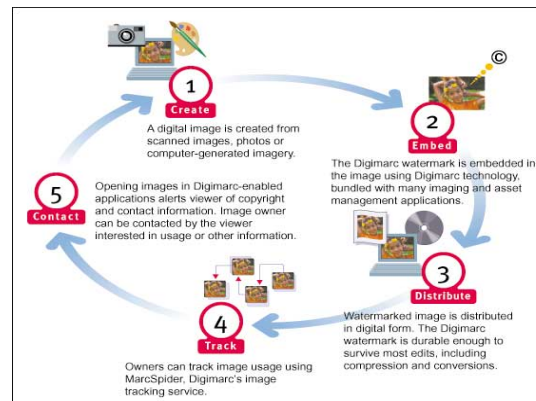 1
Create
A digital image is created from
scanned images, photos or
computer-generated imagery.
©
2
Embed
The Digimarc watermark is embedded in
the image using Digimarc technology,
bundled with many imaging and asset
management applications.
3
Distribute
Watermarked image is distributed
in digital form. The Digimarc
watermark is durable enough to
survive most edits, including
compression and conversions.
4
Track
Owners can track image usage using
MarcSpider, Digimarc's image
tracking service.
5
Contact
Opening images in Digimarc-enabled
applications alerts viewer of copyright
and contact information. Image owner
can be contacted by the viewer
interested in usage or other information.